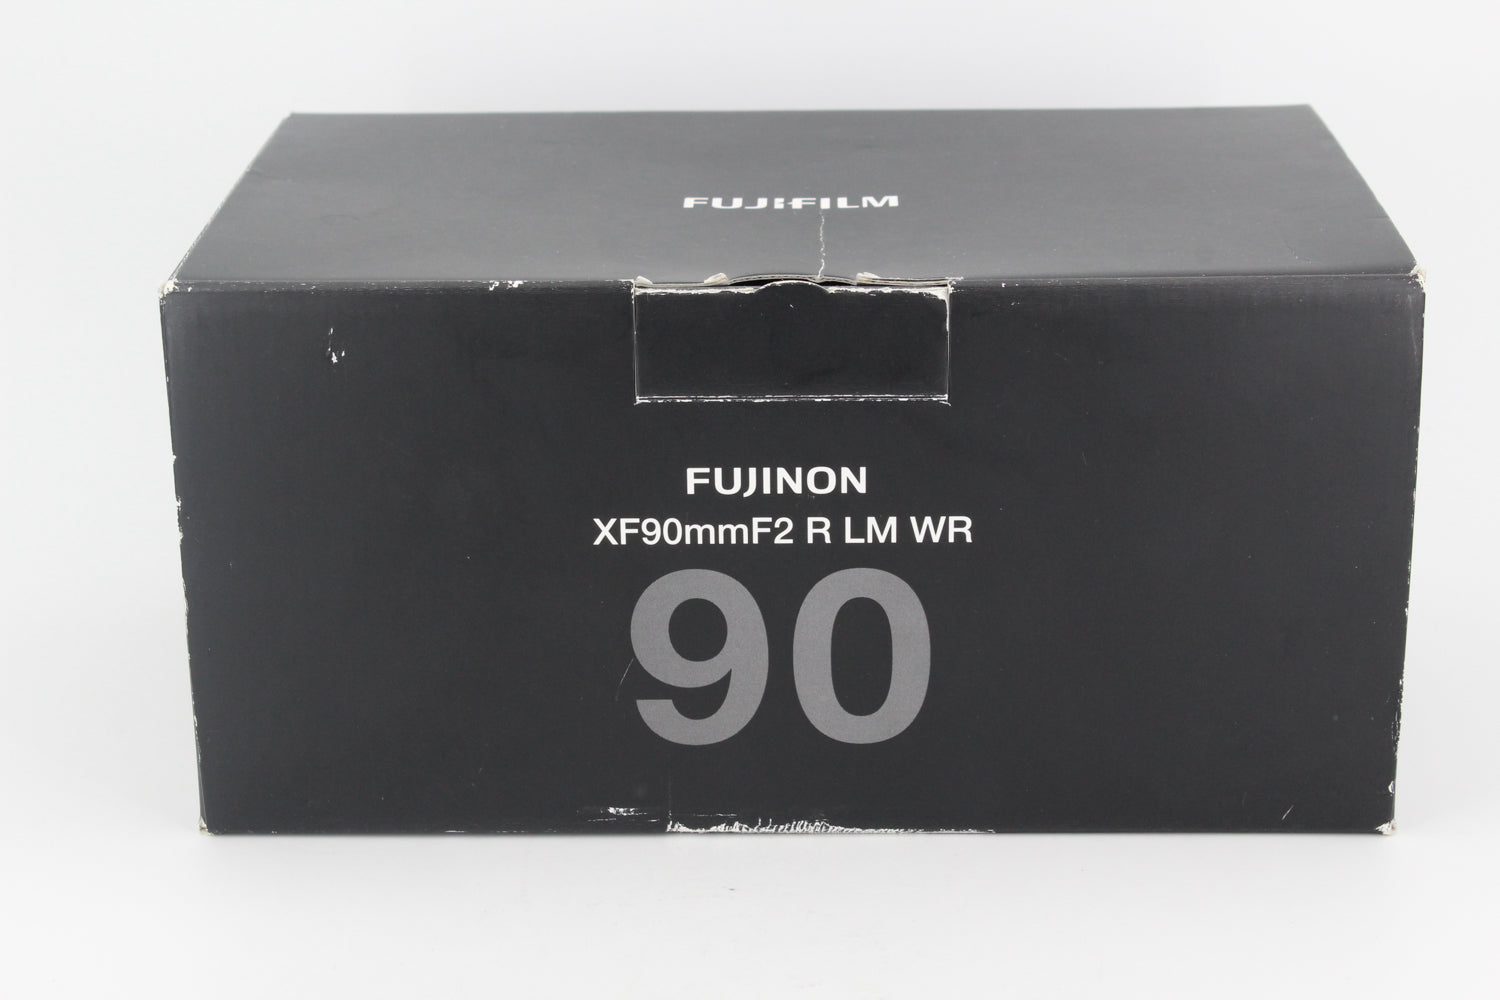 FUJIFILM
FUJINON
XF90mmF2 R LM WR
90